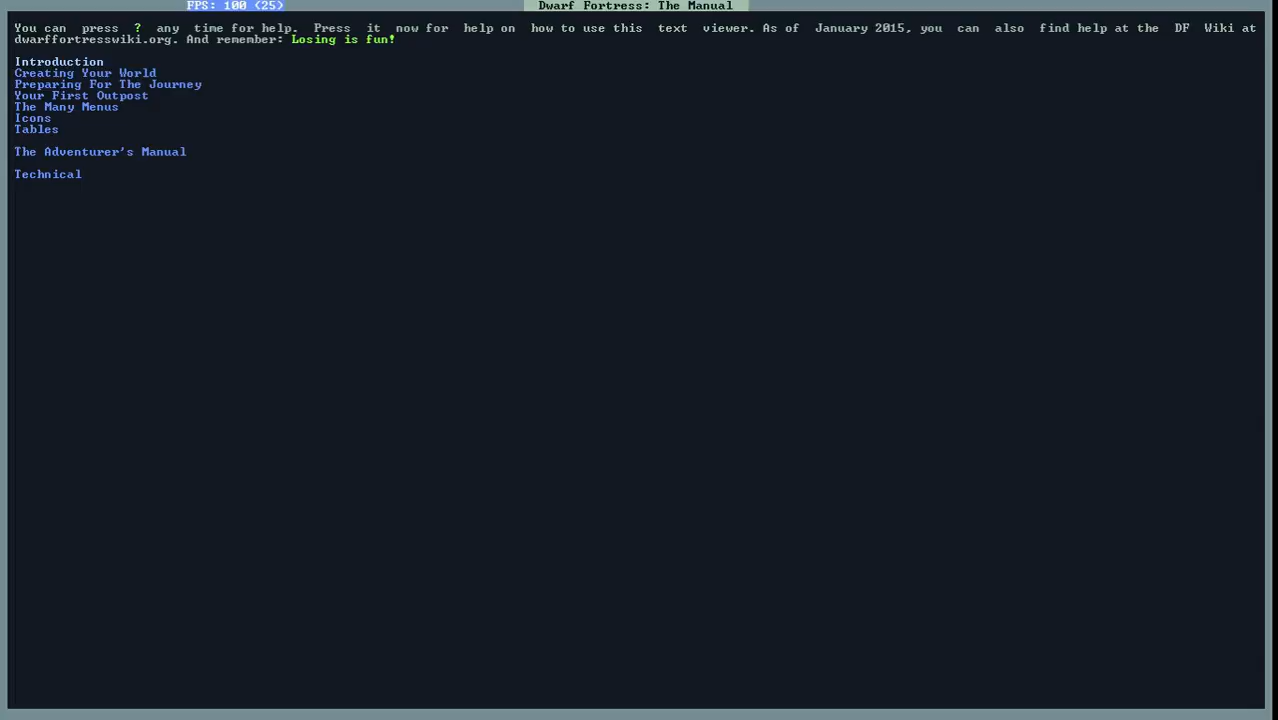 FPS: 100 (25)
Dwarf Fortress: The Manual
You can press ? any time for help. Press it now for help on how to use this text viewer. As of January 2015, you can also find help at the DF Wiki at
dwarffortresswiki.org. And remember: Losing is fun!
Introduction
Creating Your World
Preparing For The Journey
Your First Outpost
The Many Menus
Icons
Tables
The Adventurer's Manual
Technical